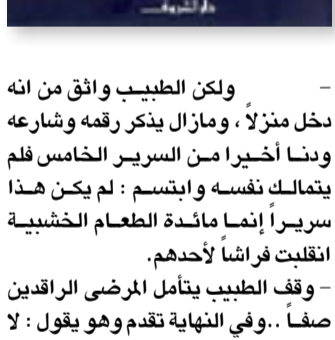 دار الشروق
- ولكن الطبيب واثق من انه
دخل منزلاً ، ومازال يذكر رقمه وشارعه
ودنا أخيرا من السرير الخامس فلم
يتمالك نفسه وابتسم : لم يكن هذا
سريراً إنما مائدة الطعام الخشبية
انقلبت فراشاً لأحدهم.
- وقف الطبيب يتأمل المرضى الراقدين
صفاً ..وفي النهاية تقدم وهو يقول : لا